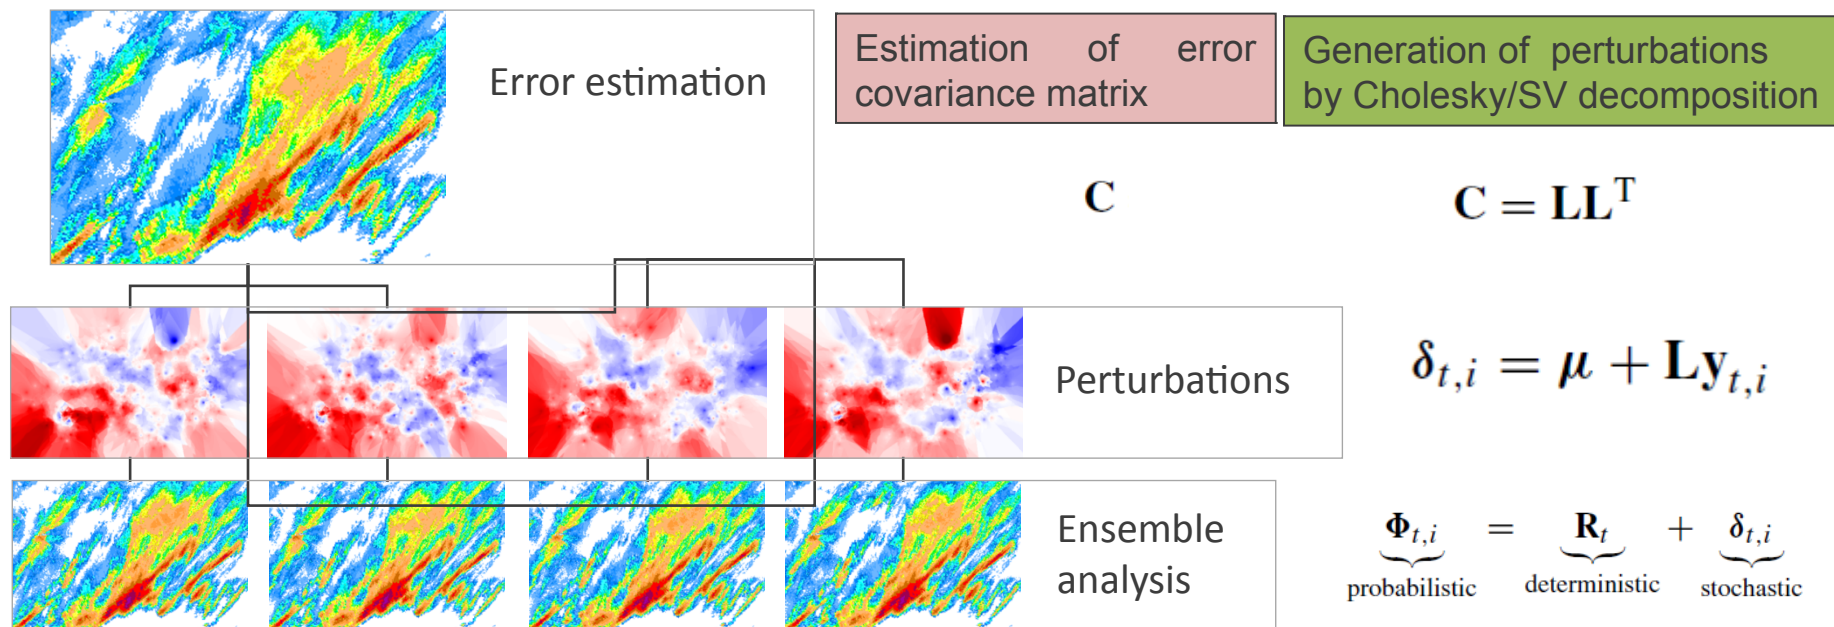 Error estimation
Estimation of error
covariance matrix
Generation of perturbations
by Cholesky/SV decomposition
C
C = LL^T
Perturbations
δ_{t,i} = μ + Ly_{t,i}
Ensemble
analysis
Φ_{t,i} = R_t + δ_{t,i}
probabilistic deterministic stochastic